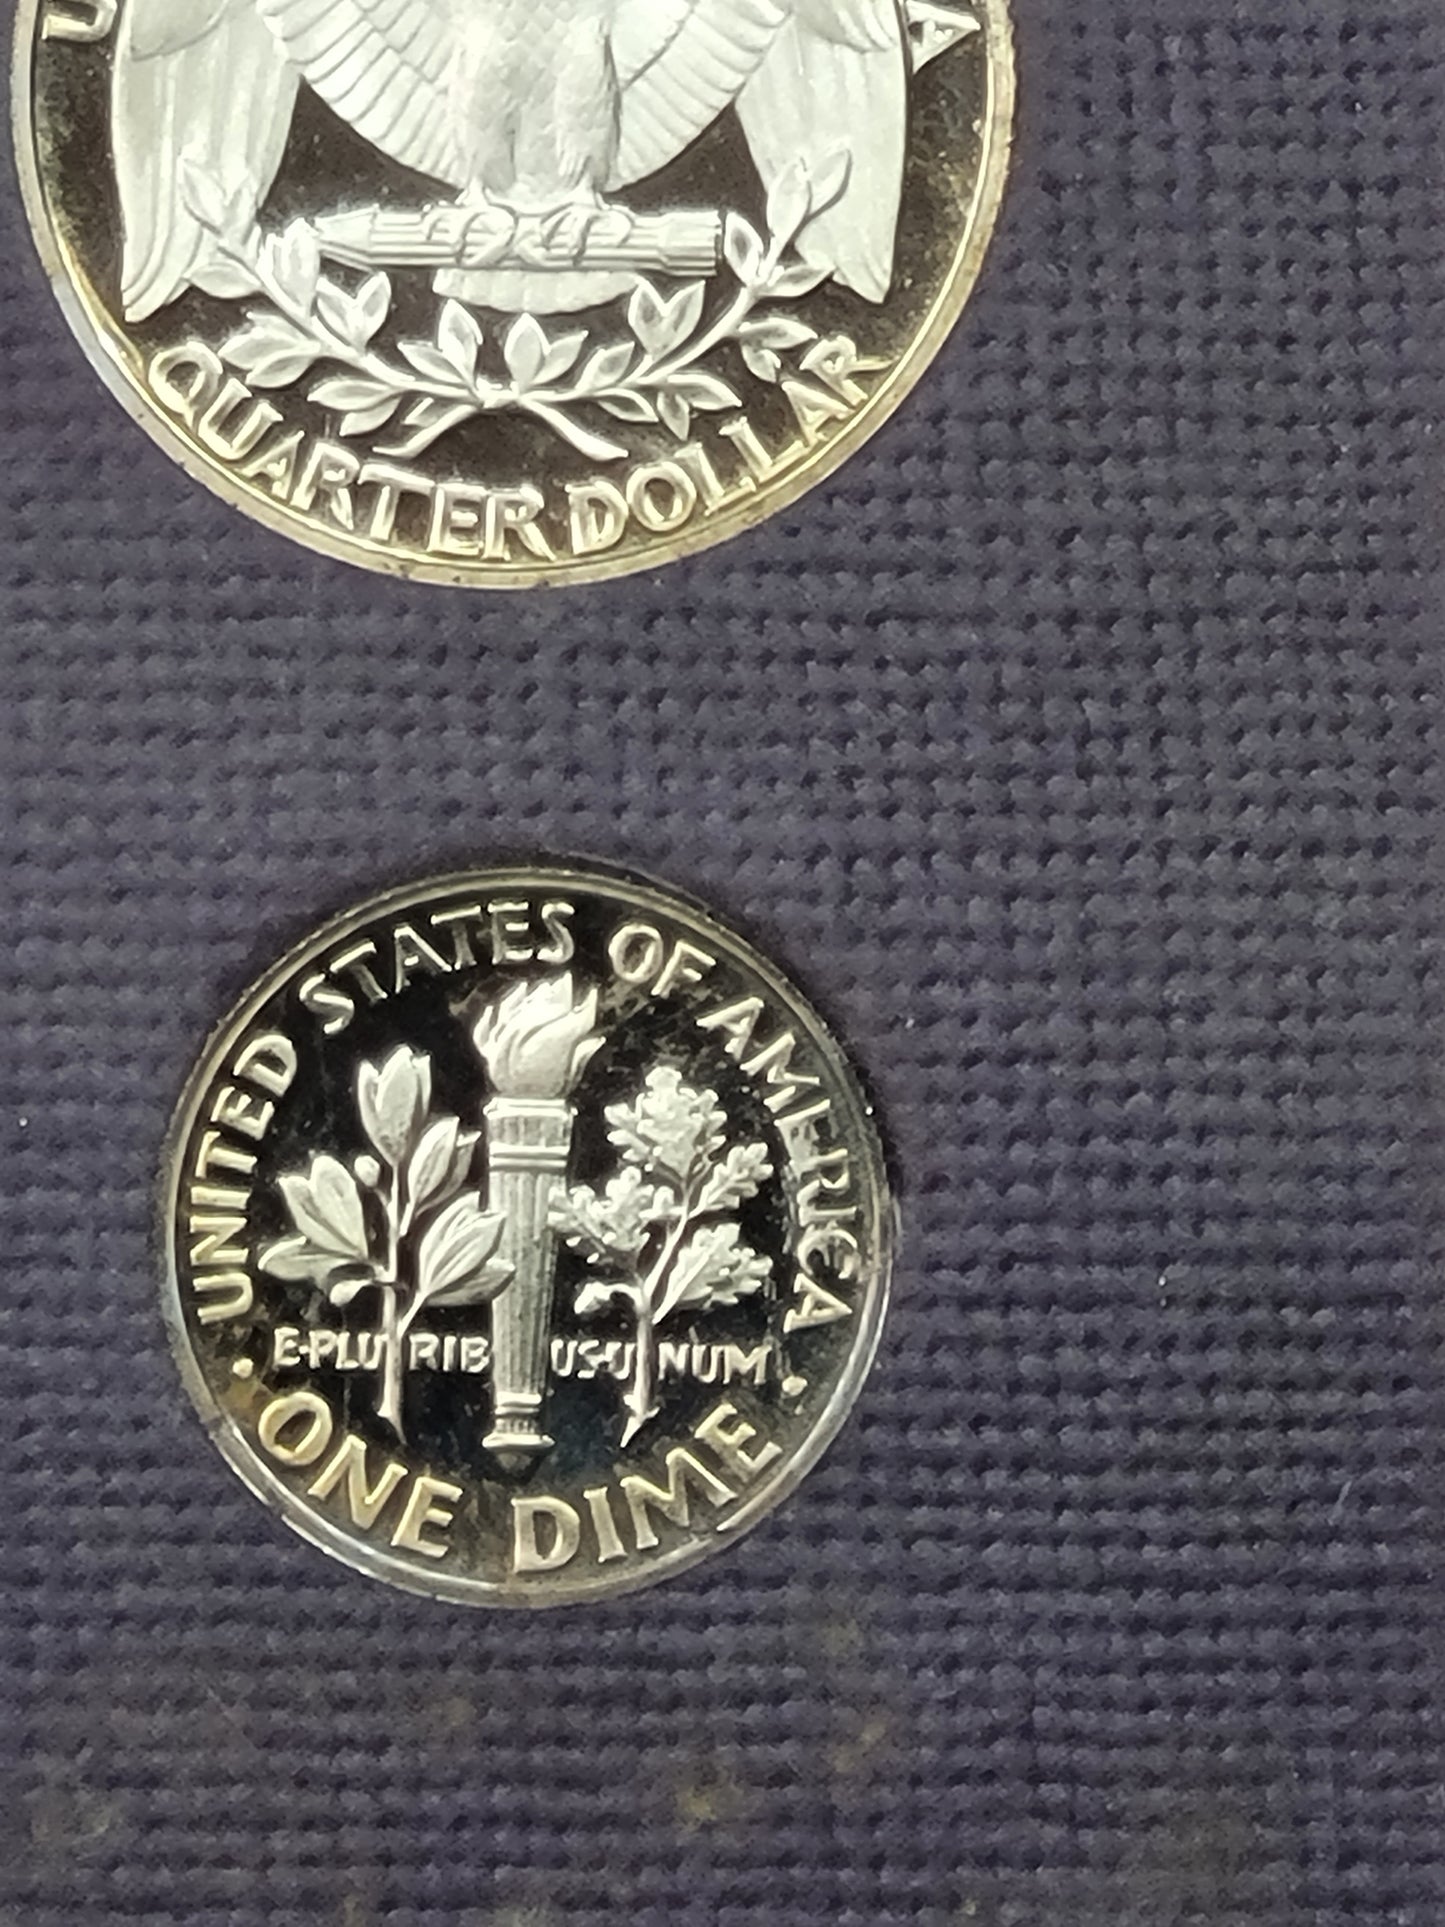 U
A
QUARTER DOLLAR
UNITED STATES OF AMERICA
E·PLURIBUS·UNUM
· ONE DIME ·